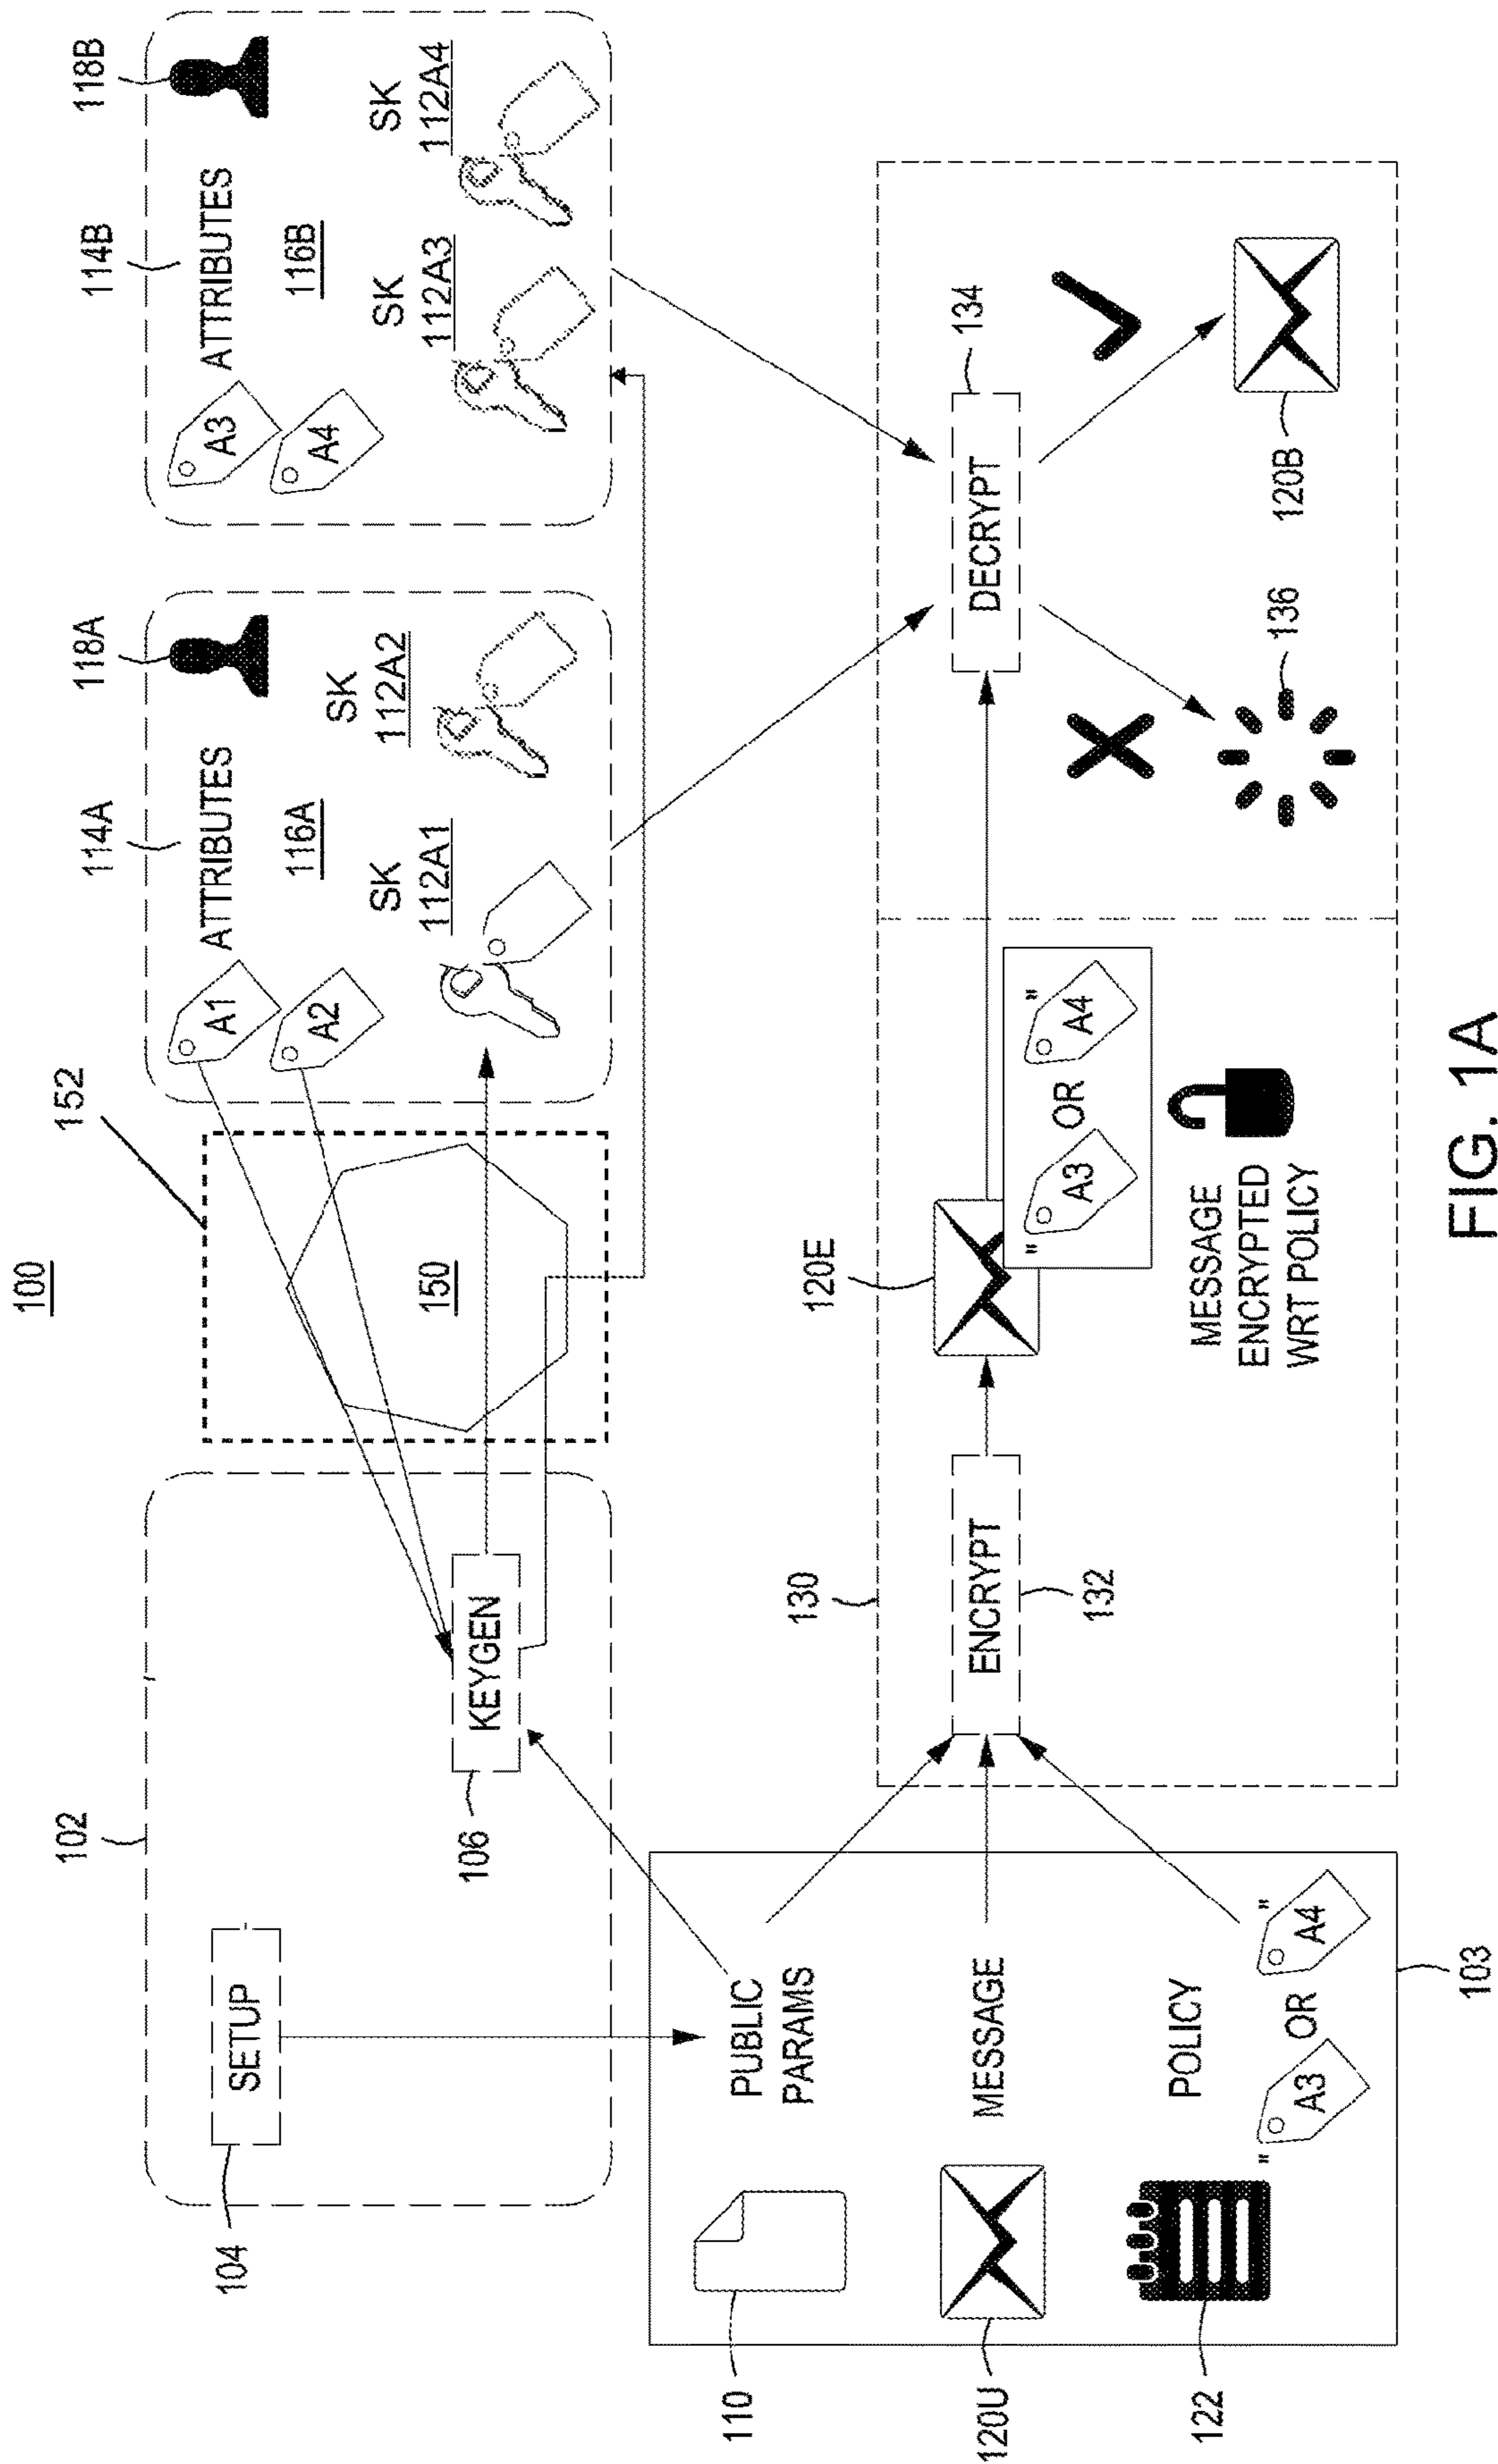 100
102
104
SETUP
106
KEYGEN
152
150
114A
118A
A1
A2
ATTRIBUTES
116A
SK
112A1
SK
112A2
114B
118B
A3
A4
ATTRIBUTES
116B
SK
112A3
SK
112A4
110
PUBLIC
PARAMS
120U
MESSAGE
122
POLICY
" A3 OR A4 "
103
130
ENCRYPT
132
120E
" A3 OR A4 "
MESSAGE
ENCRYPTED
WRT POLICY
DECRYPT
134
136
120B
FIG. 1A